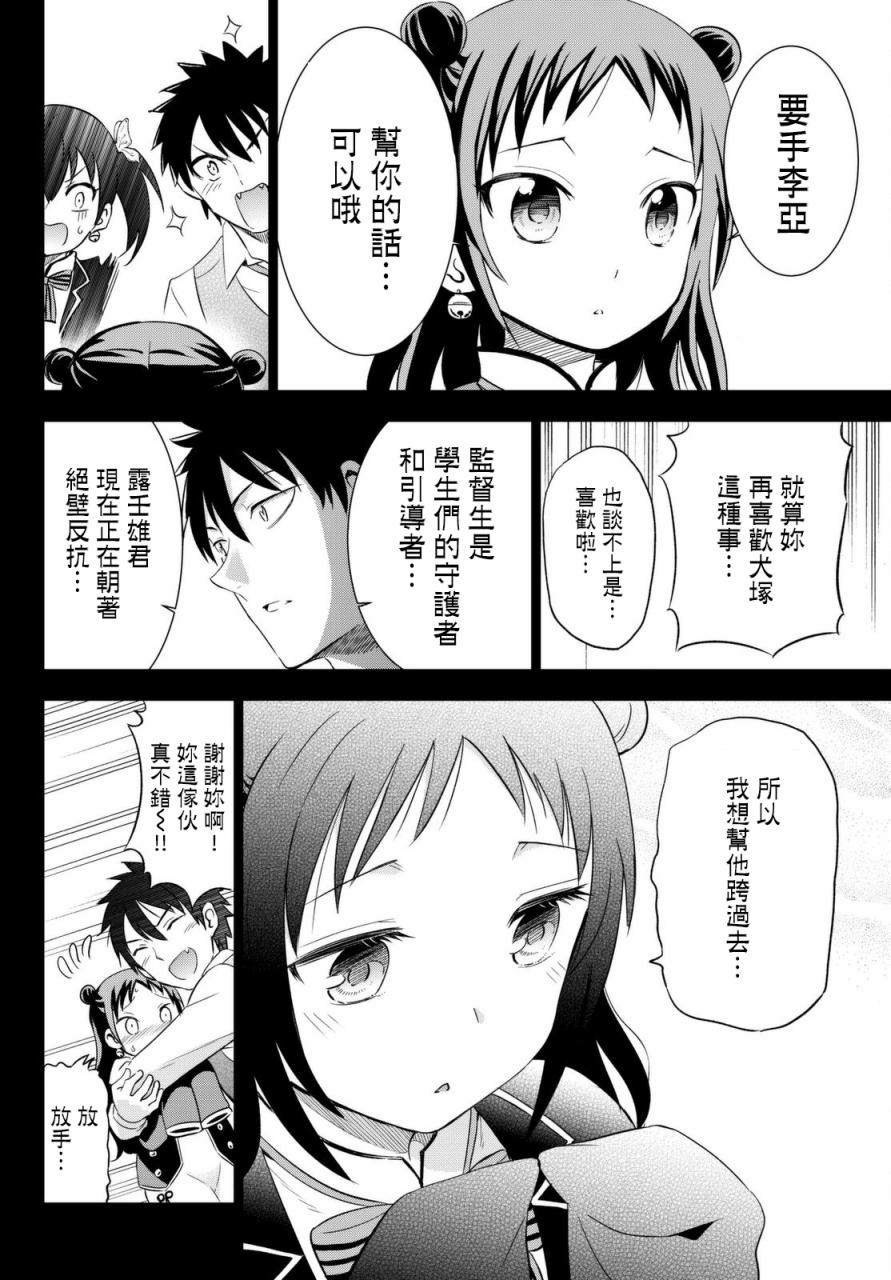 要手李亞
幫你的話…
可以哦
就算妳
再喜歡犬塚
這種事…
也談不上是…
喜歡啦…
監督生是
學生們的守護者
和引導者…
露壬雄君
現在正在朝著
絕壁反抗…
所以
我想幫他跨過去…
謝謝妳啊！
妳這傢伙
真不錯～!!
放
放手…